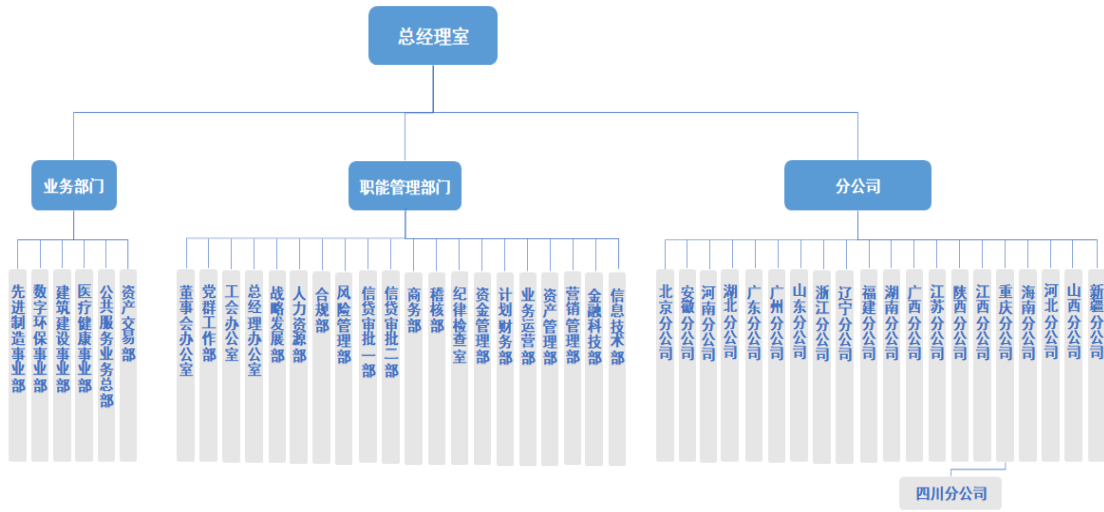 总经理室
业务部门
职能管理部门
分公司
先进制造事业部
数字环保事业部
建筑建设事业部
医疗健康事业部
公共服务业务总部
资产交易部
董事会办公室
党群工作部
工会办公室
总经理办公室
战略发展部
人力资源部
合规部
风险管理部
信贷审批一部
信贷审批二部
商务部
稽核部
纪律检查室
资金管理部
计划财务部
业务运营部
资产管理部
营销管理部
金融科技部
信息技术部
北京分公司
安徽分公司
河南分公司
湖北分公司
广东分公司
广州分公司
山东分公司
浙江分公司
辽宁分公司
福建分公司
湖南分公司
广西分公司
江苏分公司
陕西分公司
江西分公司
重庆分公司
海南分公司
河北分公司
山西分公司
新疆分公司
四川分公司